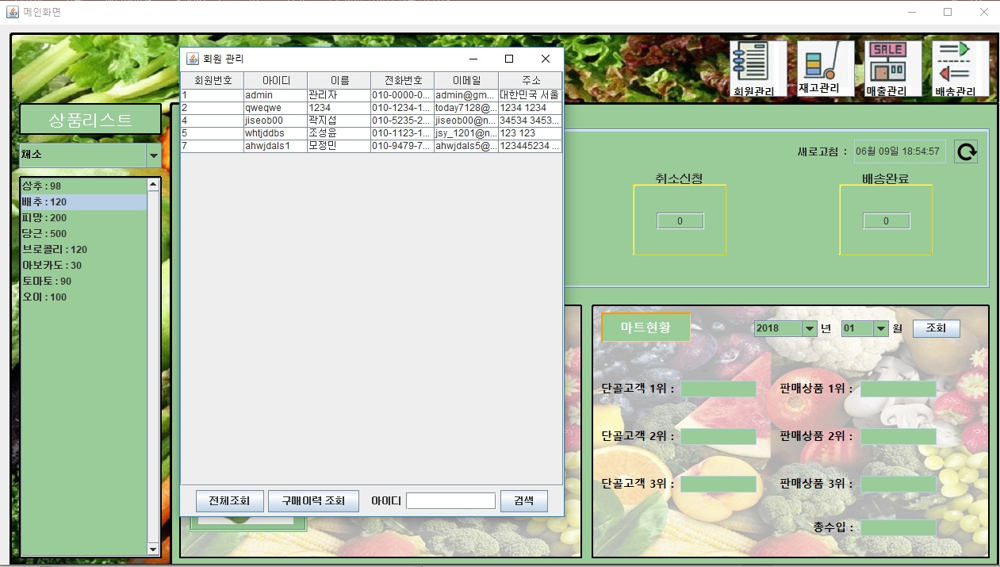 메인화면
회원관리
재고관리
SALE
매출관리
배송관리
상품리스트
채소
상추 : 98
배추 : 120
피망 : 200
당근 : 500
브로콜리 : 120
아보카도 : 30
토마토 : 90
오이 : 100
회원 관리
회원번호 아이디 이름 전화번호 이메일 주소
1 admin 관리자 010-0000-0... admin@gm... 대한민국 서울
2 qweqwe 1234 010-1234-1... today7128@... 1234 1234
4 jiseob00 곽지섭 010-5235-2... jiseob00@n... 34534 3453...
5 whtjddbs 조성윤 010-1123-1... jsy_1201@n... 123 123
7 ahwjdals1 모정민 010-9479-7... ahwjdals5@... 123445234 ...
전체조회 구매이력 조회 아이디 검색
새로고침 : 06월 09일 18:54:57
취소신청 배송완료
0 0
마트현황 2018 년 01 월 조회
단골고객 1위 : 판매상품 1위 :
단골고객 2위 : 판매상품 2위 :
단골고객 3위 : 판매상품 3위 :
총수입 :